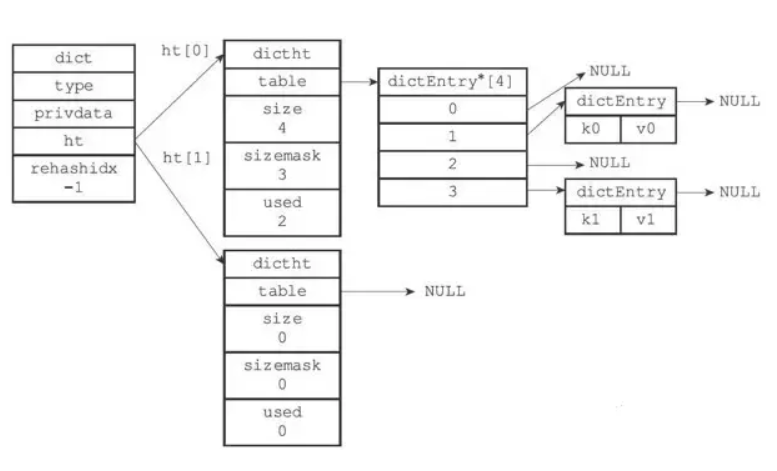 dict
type
privdata
ht
rehashidx
-1
ht[0]
ht[1]
dictht
table
size
4
sizemask
3
used
2
dictEntry*[4]
0
1
2
3
NULL
dictEntry
k0 v0
NULL
NULL
dictEntry
k1 v1
NULL
dictht
table
size
0
sizemask
0
used
0
NULL